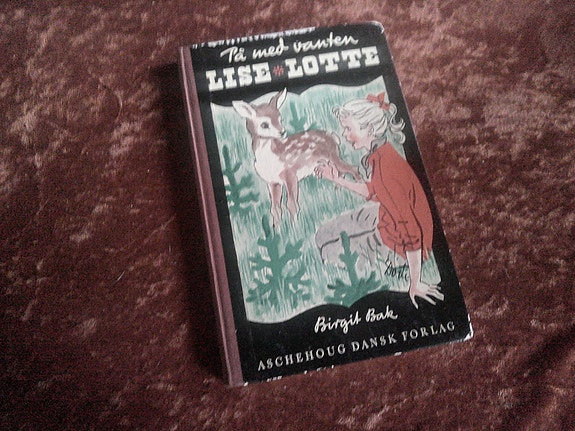 På med vanten
LISE * LOTTE
Birgit Bak
ASCHEHOUG DANSK FORLAG